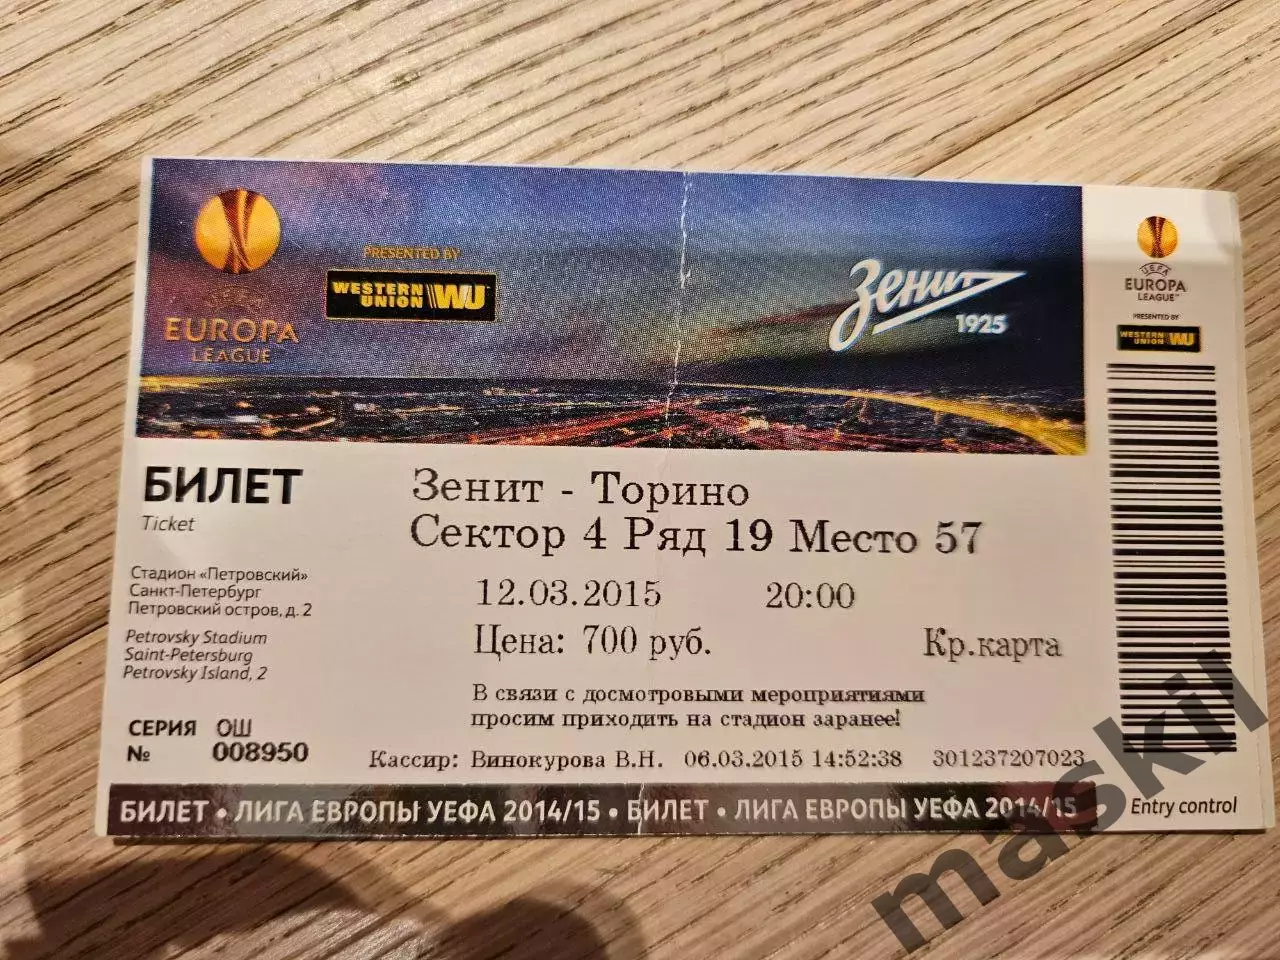 UEFA
EUROPA
LEAGUE
PRESENTED BY
WESTERN
UNION WU
Зенит
1925
UEFA
EUROPA
LEAGUE™
PRESENTED BY
WESTERN
UNION WU
БИЛЕТ
Ticket
Стадион «Петровский»
Санкт-Петербург
Петровский остров, д. 2
Petrovsky Stadium
Saint-Petersburg
Petrovsky Island, 2
СЕРИЯ ОШ
№ 008950
Зенит - Торино
Сектор 4 Ряд 19 Место 57
12.03.2015 20:00
Цена: 700 руб. Кр.карта
В связи с досмотровыми мероприятиями
просим приходить на стадион заранее!
Кассир: Винокурова В.Н. 06.03.2015 14:52:38 301237207023
БИЛЕТ • ЛИГА ЕВРОПЫ УЕФА 2014/15 • БИЛЕТ • ЛИГА ЕВРОПЫ УЕФА 2014/15
Entry control
maskil